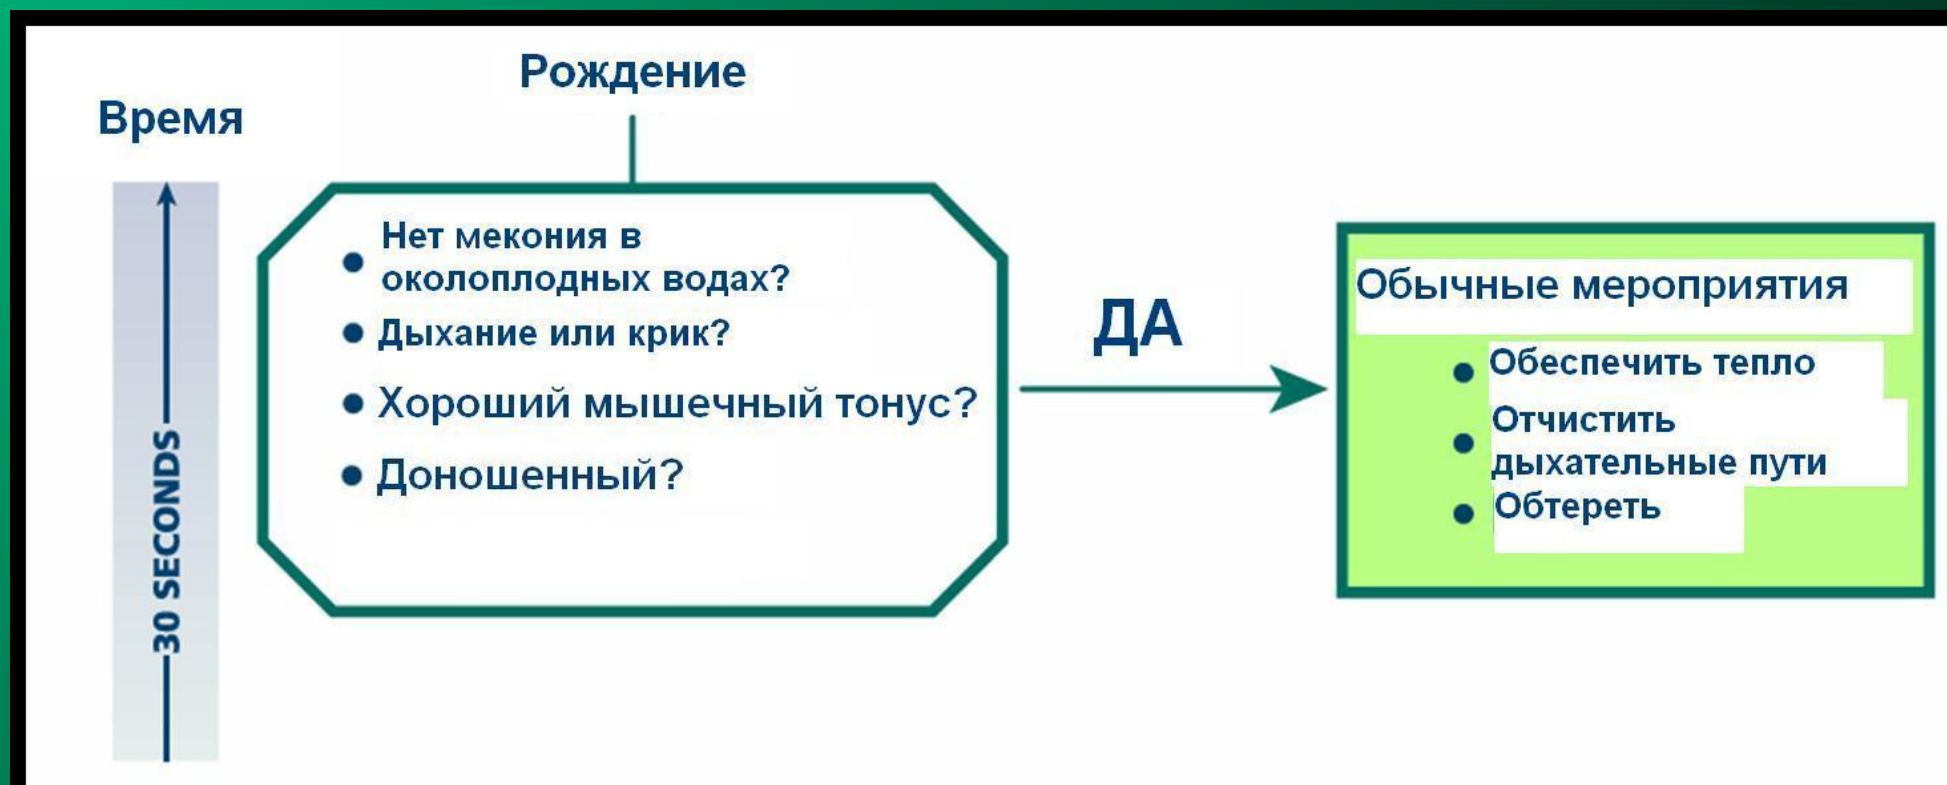 Рождение
Время
30 SECONDS
Нет мекония в
околоплодных водах?
Дыхание или крик?
Хороший мышечный тонус?
Доношенный?
ДА
Обычные мероприятия
Обеспечить тепло
Отчистить
дыхательные пути
Обтереть